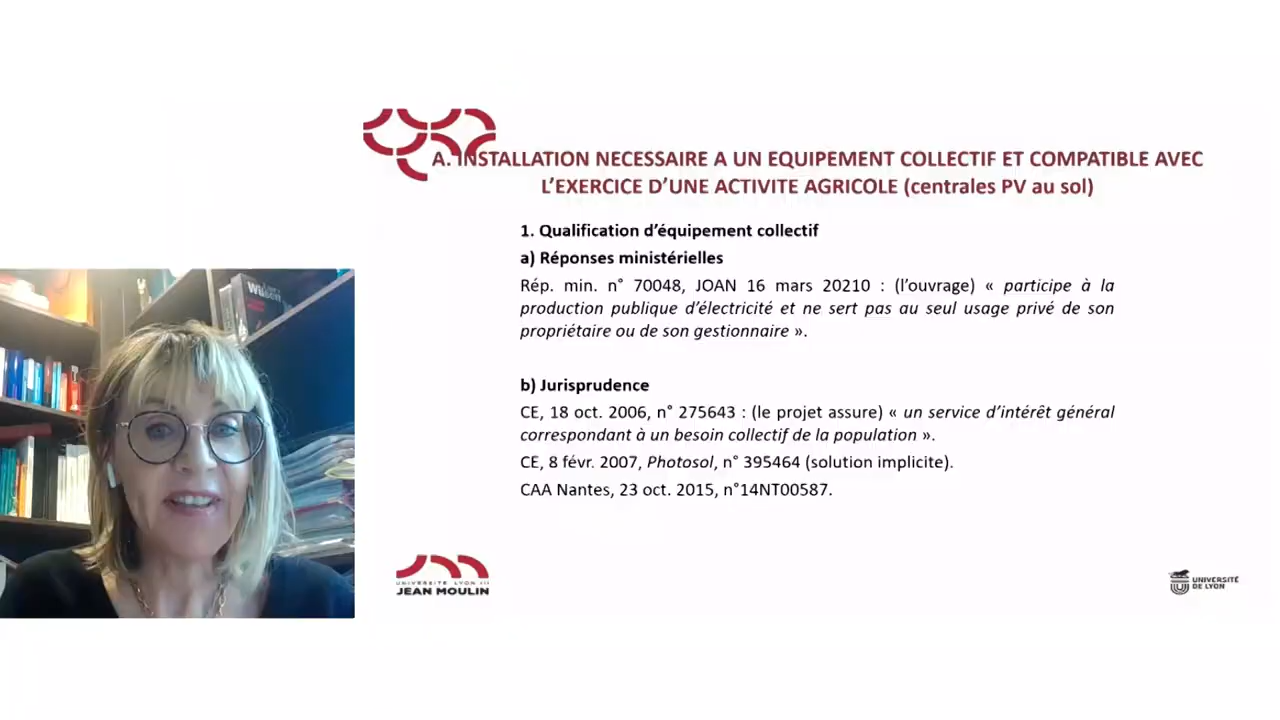 A. INSTALLATION NECESSAIRE A UN EQUIPEMENT COLLECTIF ET COMPATIBLE AVEC
L’EXERCICE D’UNE ACTIVITE AGRICOLE (centrales PV au sol)
1. Qualification d’équipement collectif
a) Réponses ministérielles
Rép. min. n° 70048, JOAN 16 mars 20210 : (l’ouvrage) « participe à la
production publique d’électricité et ne sert pas au seul usage privé de son
propriétaire ou de son gestionnaire ».
b) Jurisprudence
CE, 18 oct. 2006, n° 275643 : (le projet assure) « un service d’intérêt général
correspondant à un besoin collectif de la population ».
CE, 8 févr. 2007, Photosol, n° 395464 (solution implicite).
CAA Nantes, 23 oct. 2015, n°14NT00587.
UNIVERSITÉ LYON III
JEAN MOULIN
UNIVERSITÉ
DE LYON